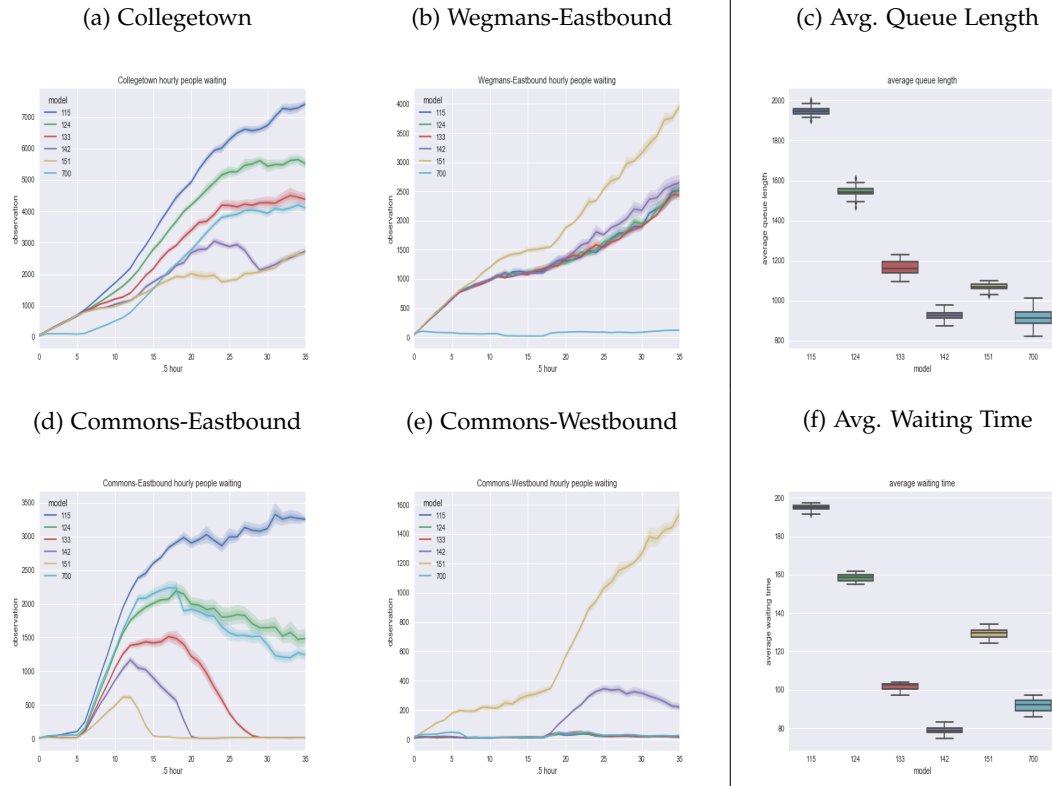 (a) Collegetown
Collegetown hourly people waiting
model
115
124
133
142
151
700
observation
7000
6000
5000
4000
3000
2000
1000
0
0 5 10 15 20 25 30 35
.5 hour
(b) Wegmans-Eastbound
Wegmans-Eastbound hourly people waiting
model
115
124
133
142
151
700
observation
4000
3500
3000
2500
2000
1500
1000
500
0
0 5 10 15 20 25 30 35
.5 hour
(c) Avg. Queue Length
average queue length
average queue length
2000
1800
1600
1400
1200
1000
800
115 124 133 142 151 700
model
(d) Commons-Eastbound
Commons-Eastbound hourly people waiting
model
115
124
133
142
151
700
observation
3500
3000
2500
2000
1500
1000
500
0
0 5 10 15 20 25 30 35
.5 hour
(e) Commons-Westbound
Commons-Westbound hourly people waiting
model
115
124
133
142
151
700
observation
1600
1400
1200
1000
800
600
400
200
0
0 5 10 15 20 25 30 35
.5 hour
(f) Avg. Waiting Time
average waiting time
average waiting time
200
180
160
140
120
100
80
115 124 133 142 151 700
model